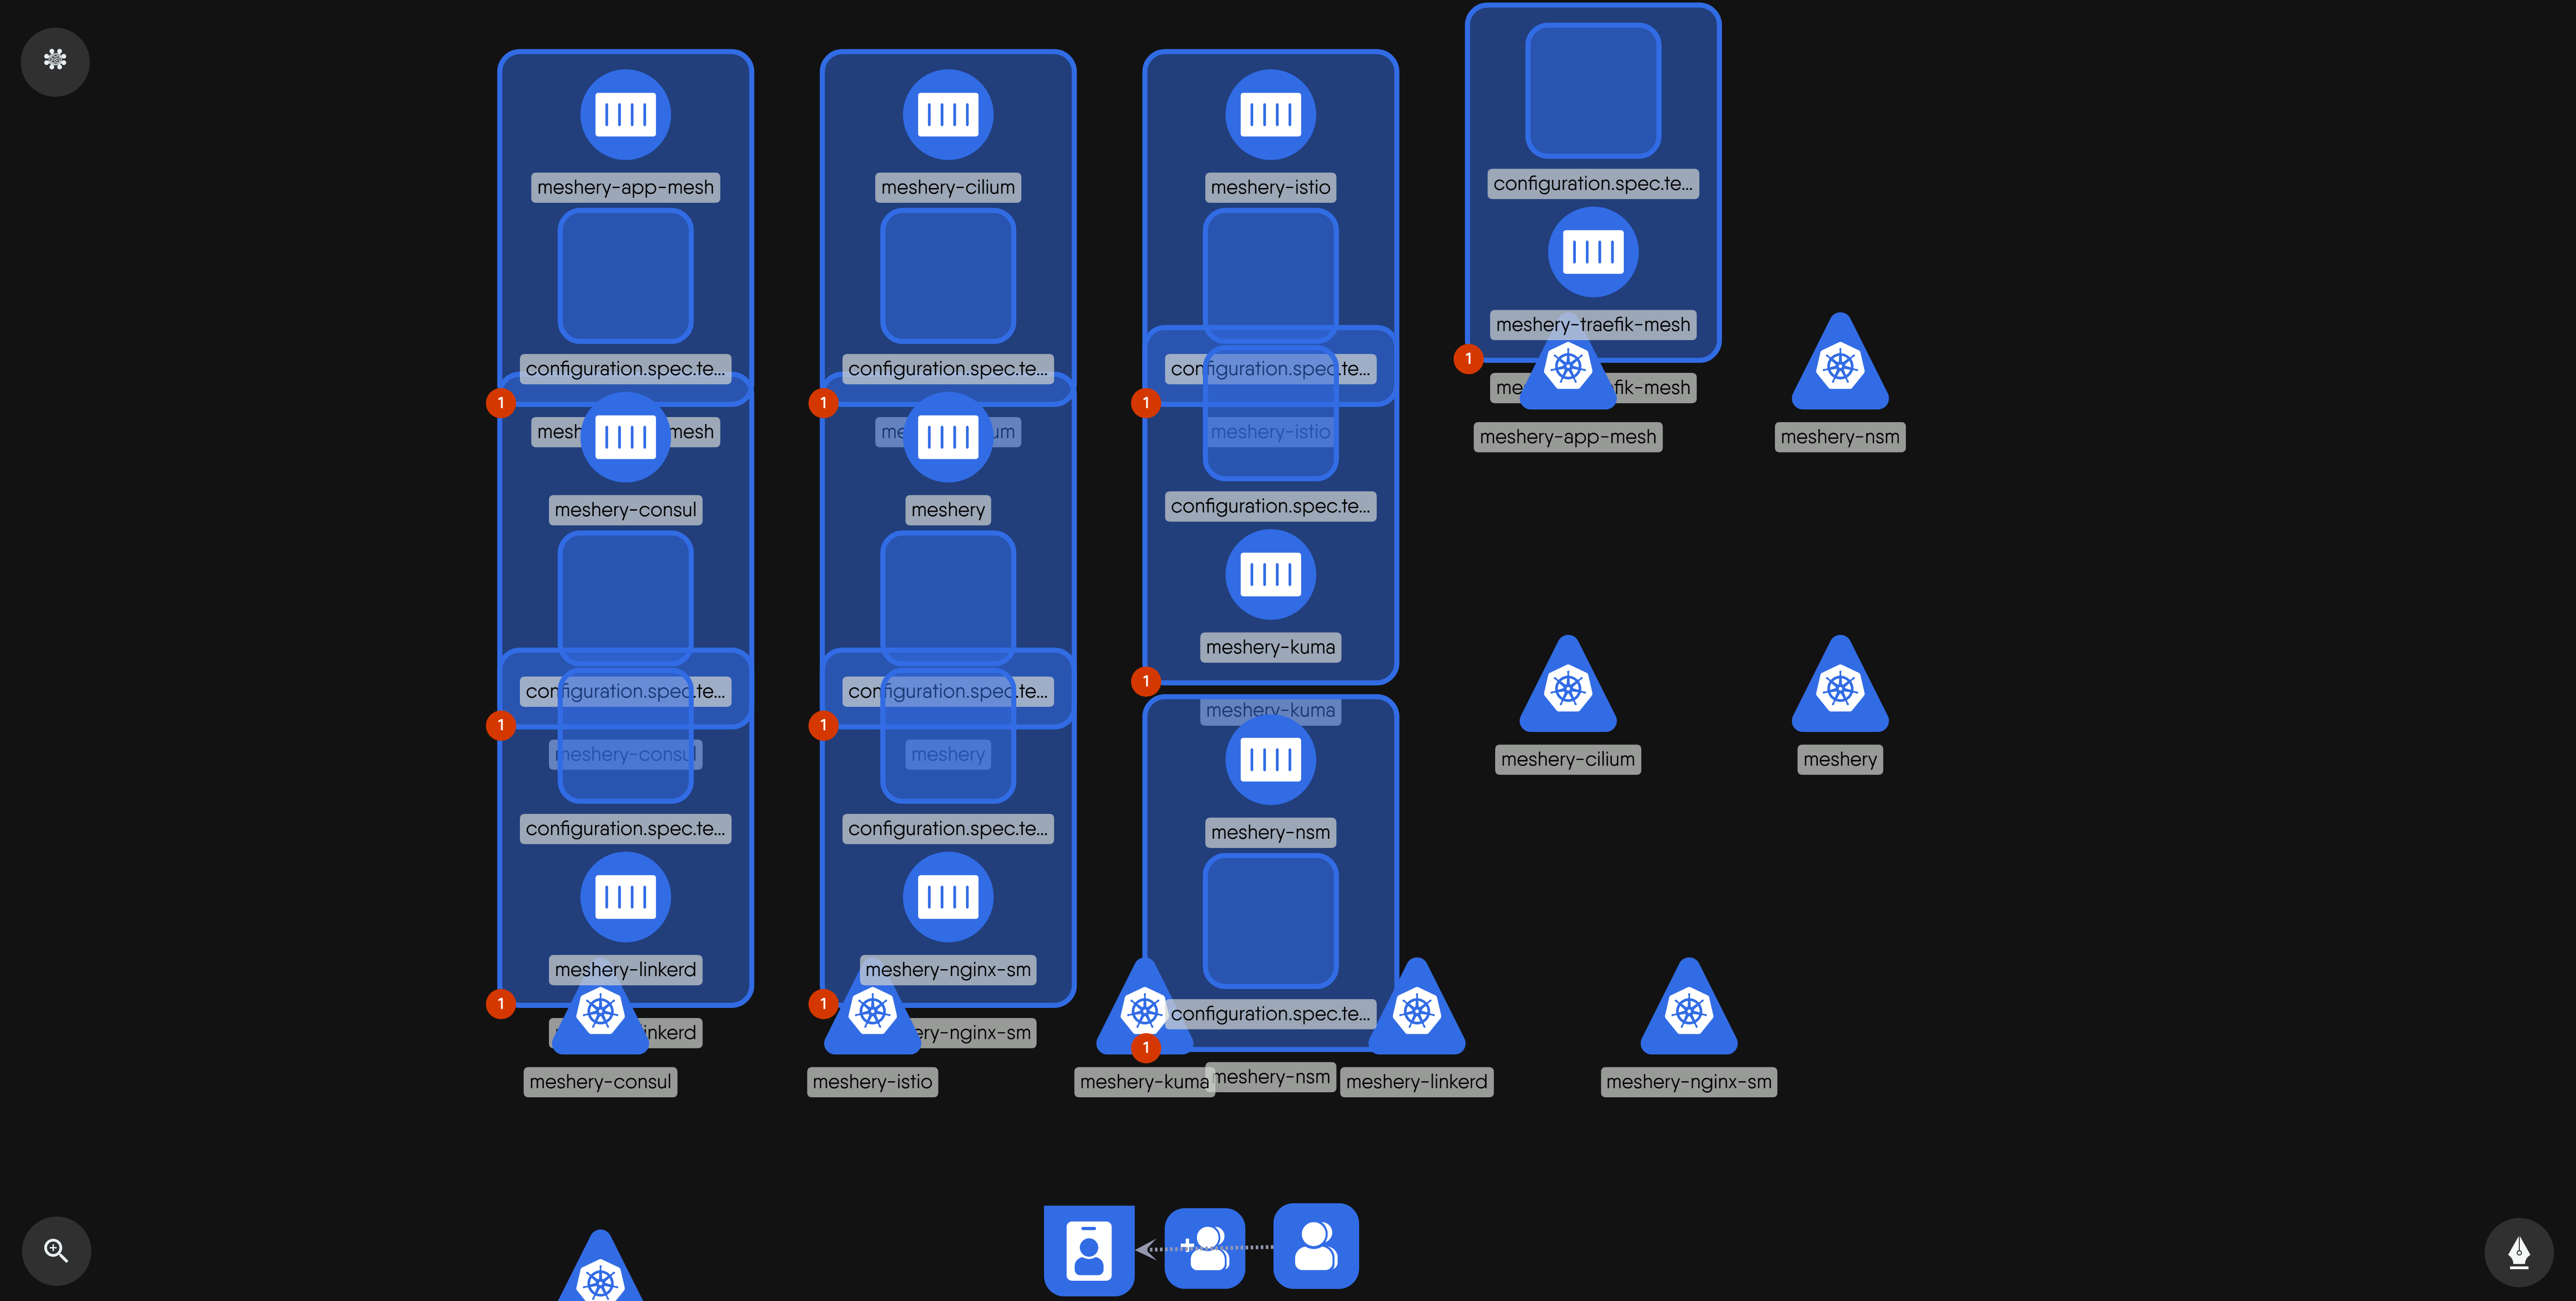 meshery-app-mesh
configuration.spec.te...
1
mesh
mesh
meshery-consul
configuration.spec.te...
1
meshery-consul
configuration.spec.te...
meshery-linkerd
1
inkerd
meshery-consul
meshery-cilium
configuration.spec.te...
1
me
um
meshery
configuration.spec.te...
1
meshery
configuration.spec.te...
meshery-nginx-sm
1
ery-nginx-sm
meshery-istio
meshery-istio
configuration.spec.te...
1
meshery-istio
configuration.spec.te...
meshery-kuma
1
meshery-kuma
meshery-nsm
configuration.spec.te...
1
meshery-kuma
meshery-nsm
meshery-linkerd
configuration.spec.te...
meshery-traefik-mesh
1
me
fik-mesh
meshery-app-mesh
meshery-nsm
meshery-cilium
meshery
meshery-nginx-sm